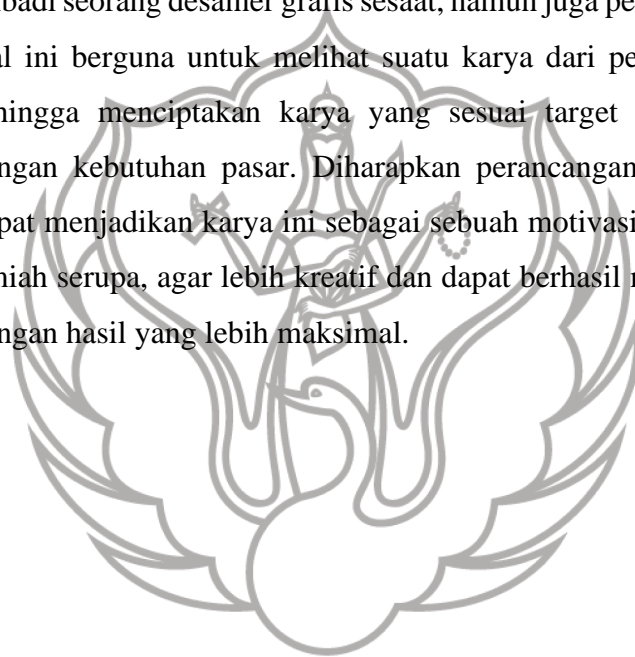 ibadi seorang desainer grafis sesaat, namun juga pe
al ini berguna untuk melihat suatu karya dari pe
hingga menciptakan karya yang sesuai target
ngan kebutuhan pasar. Diharapkan perancangan
pat menjadikan karya ini sebagai sebuah motivasi
niah serupa, agar lebih kreatif dan dapat berhasil
ngan hasil yang lebih maksimal.